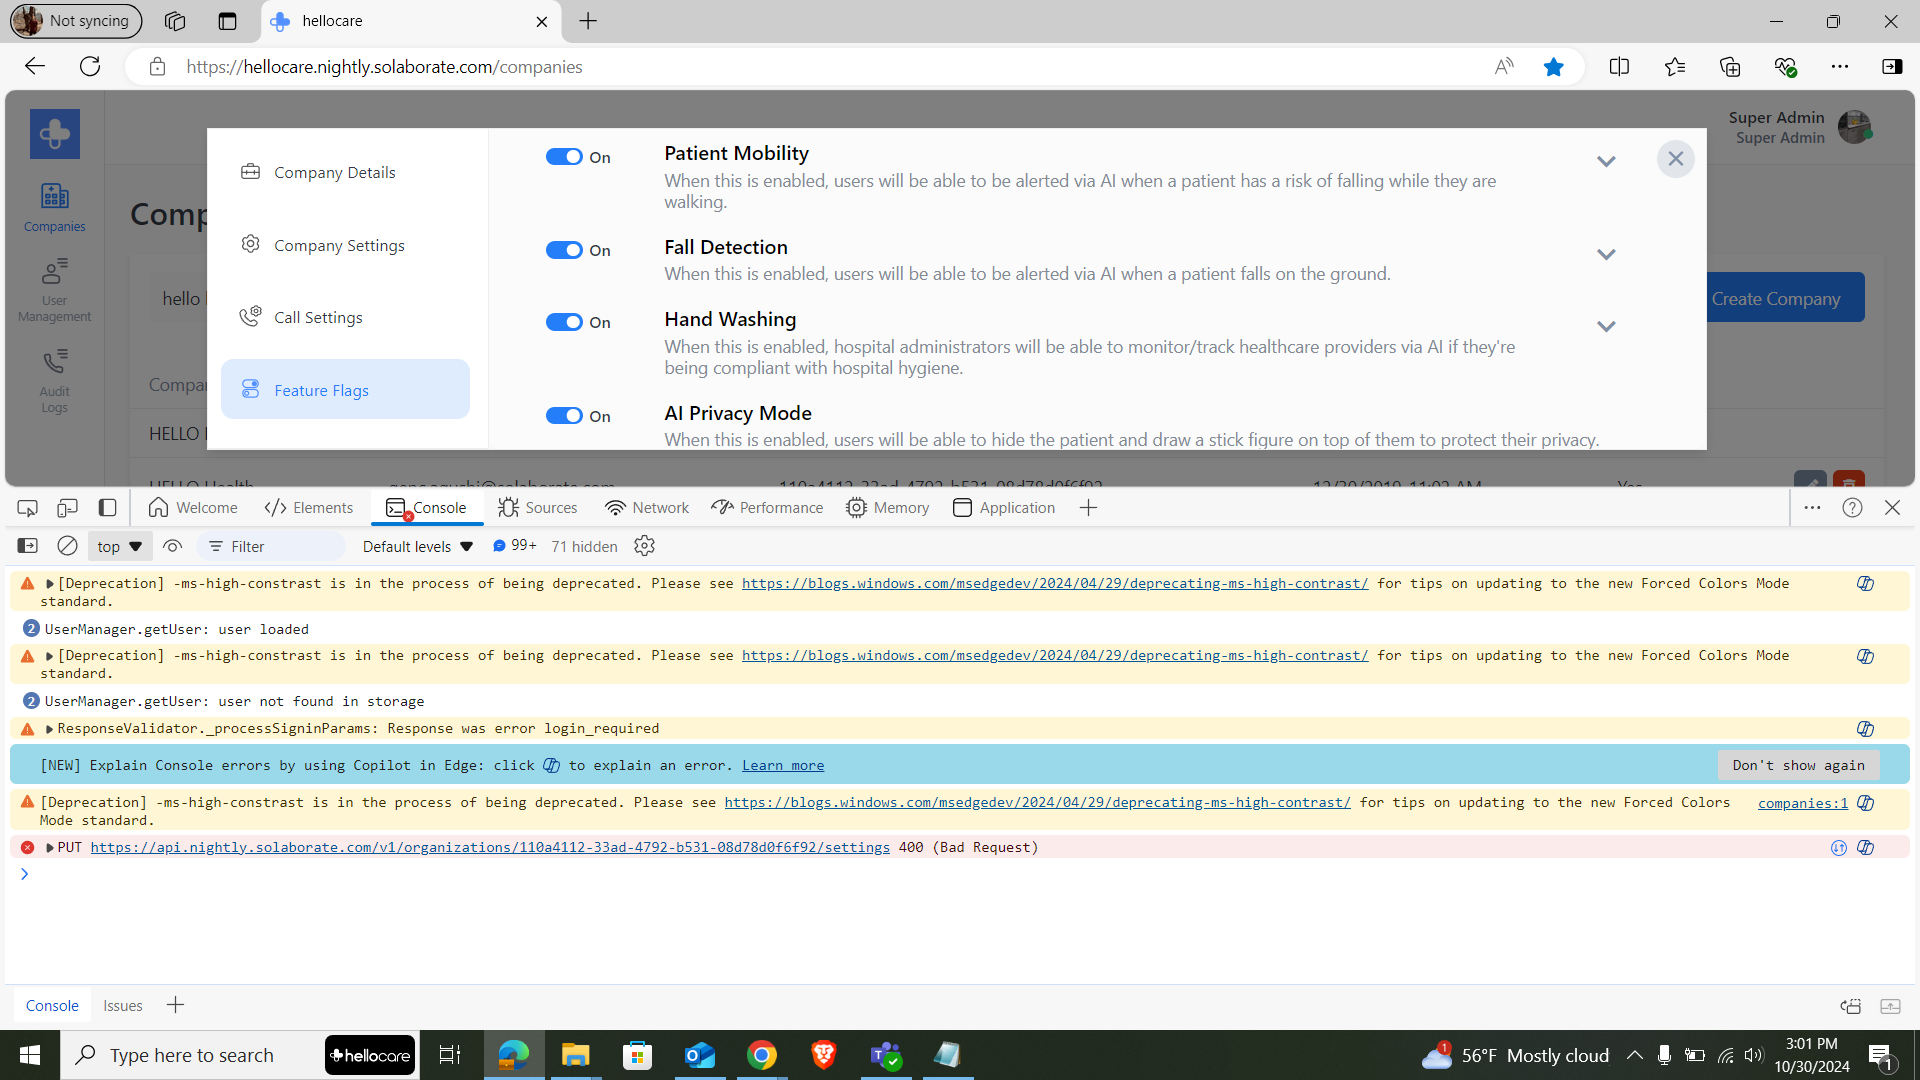 Not syncing
hellocare
https://hellocare.nightly.solaborate.com/companies
Super Admin
Super Admin
Companies
User
Management
Audit
Logs
Comp
hello
Create Company
Compar
HELLO
Company Details
Company Settings
Call Settings
Feature Flags
On
Patient Mobility
When this is enabled, users will be able to be alerted via AI when a patient has a risk of falling while they are
walking.
On
Fall Detection
When this is enabled, users will be able to be alerted via AI when a patient falls on the ground.
On
Hand Washing
When this is enabled, hospital administrators will be able to monitor/track healthcare providers via AI if they're
being compliant with hospital hygiene.
On
AI Privacy Mode
When this is enabled, users will be able to hide the patient and draw a stick figure on top of them to protect their privacy.
HELLO Health 110a4112-33ad-4792-b531-08d78d0f6f92 12/30/2019, 11:02 AM Yes
Welcome Elements Console Sources Network Performance Memory Application
top Filter Default levels 99+ 71 hidden
[Deprecation] -ms-high-constrast is in the process of being deprecated. Please see https://blogs.windows.com/msedgedev/2024/04/29/deprecating-ms-high-contrast/ for tips on updating to the new Forced Colors Mode
standard.
2 UserManager.getUser: user loaded
[Deprecation] -ms-high-constrast is in the process of being deprecated. Please see https://blogs.windows.com/msedgedev/2024/04/29/deprecating-ms-high-contrast/ for tips on updating to the new Forced Colors Mode
standard.
2 UserManager.getUser: user not found in storage
ResponseValidator._processSigninParams: Response was error login_required
[NEW] Explain Console errors by using Copilot in Edge: click to explain an error. Learn more Don't show again
[Deprecation] -ms-high-constrast is in the process of being deprecated. Please see https://blogs.windows.com/msedgedev/2024/04/29/deprecating-ms-high-contrast/ for tips on updating to the new Forced Colors companies:1
Mode standard.
PUT https://api.nightly.solaborate.com/v1/organizations/110a4112-33ad-4792-b531-08d78d0f6f92/settings 400 (Bad Request)
Console Issues
Type here to search hellocare
1 56°F Mostly cloud
3:01 PM
10/30/2024
1